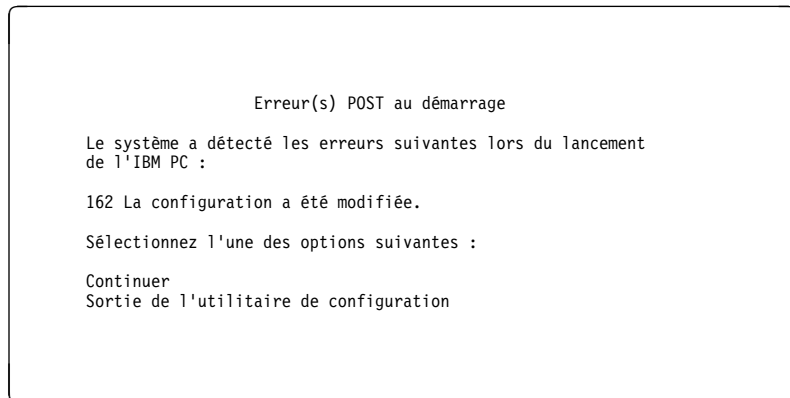 Erreur(s) POST au démarrage
Le système a détecté les erreurs suivantes lors du lancement
de l'IBM PC :
162 La configuration a été modifiée.
Sélectionnez l'une des options suivantes :
Continuer
Sortie de l'utilitaire de configuration